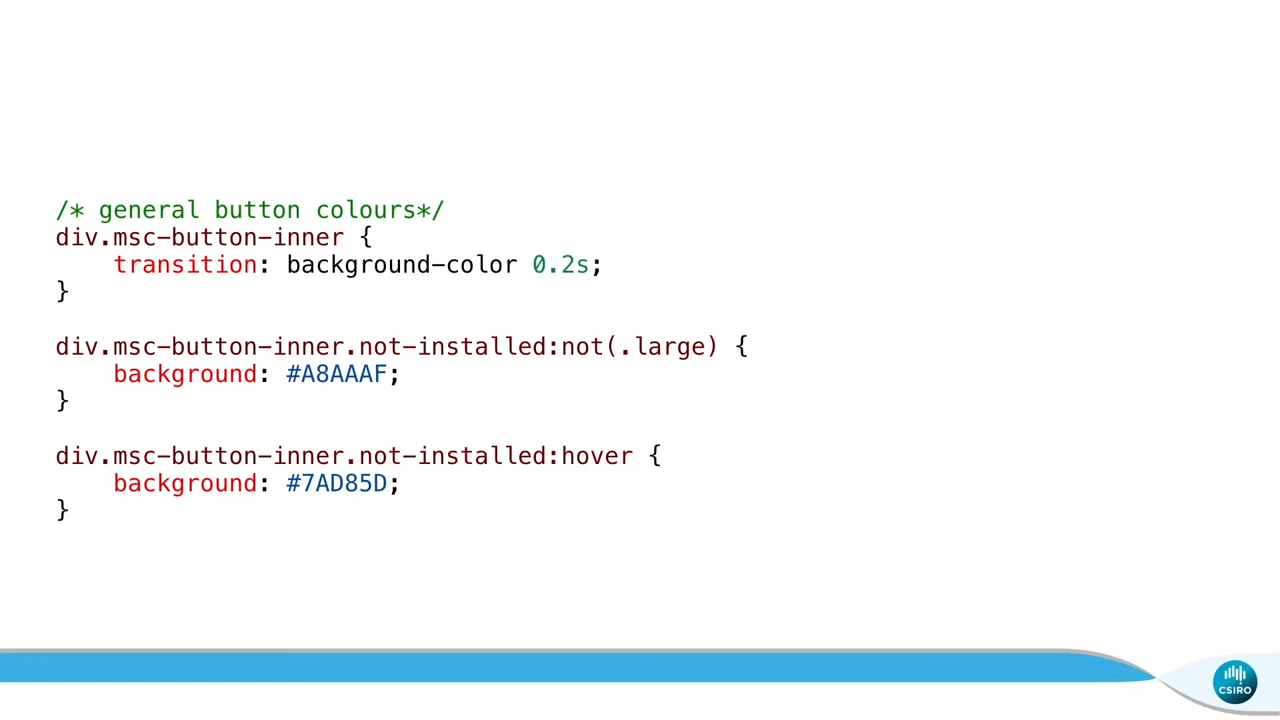 /* general button colours*/
div.msc-button-inner {
    transition: background-color 0.2s;
}
div.msc-button-inner.not-installed:not(.large) {
    background: #A8AAAF;
}
div.msc-button-inner.not-installed:hover {
    background: #7AD85D;
}
CSIRO